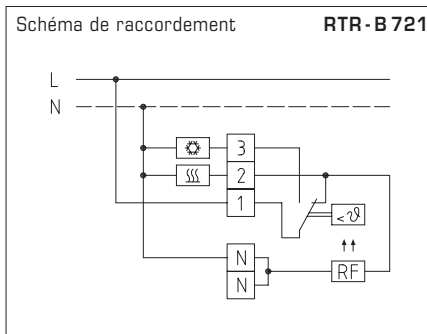 Schéma de raccordement RTR-B 721
L
N
3
2
1
< ϑ
N
RF
N